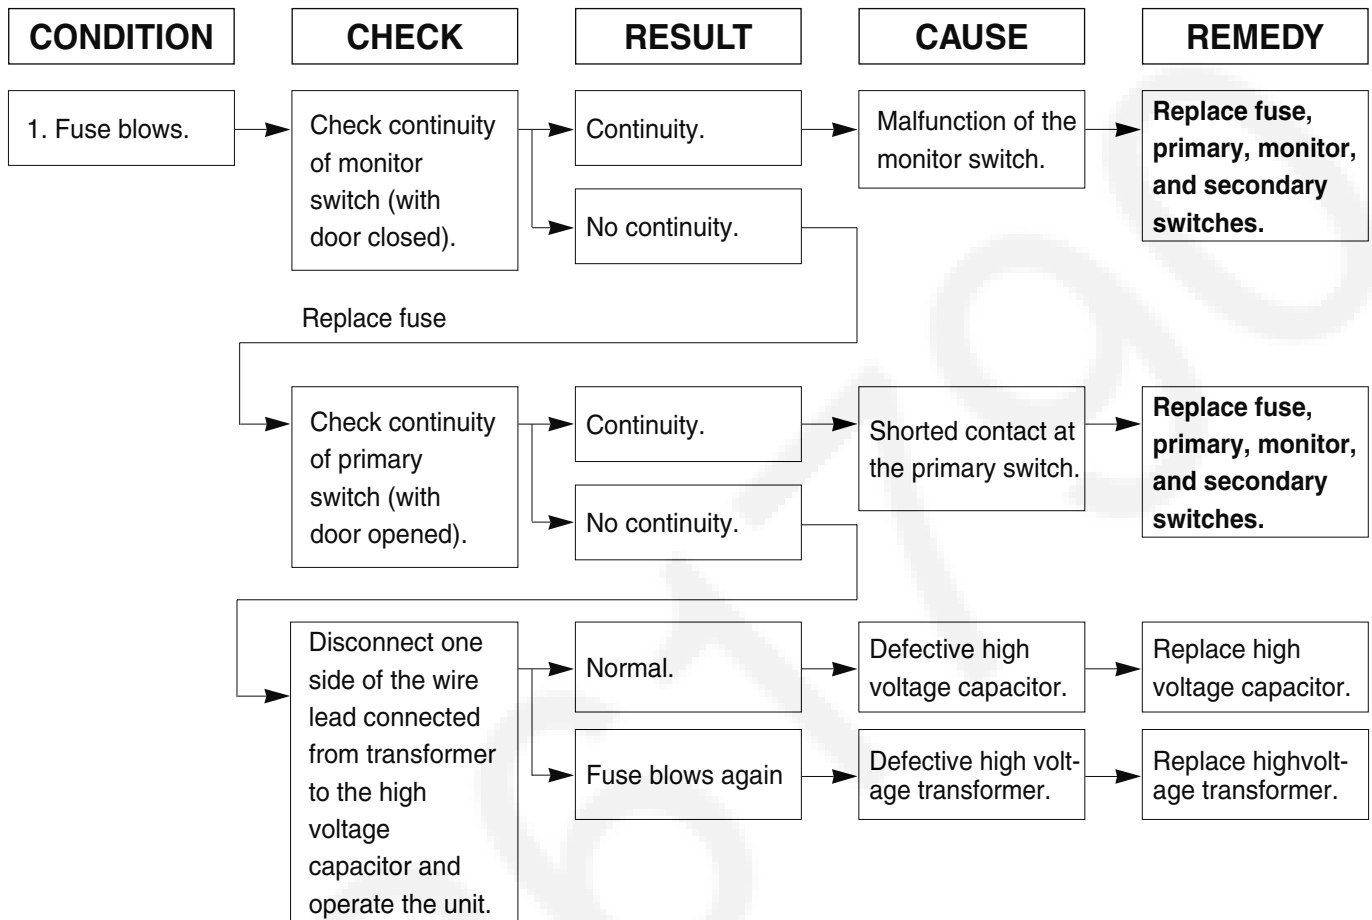 CONDITION
CHECK
RESULT
CAUSE
REMEDY
1. Fuse blows.
Check continuity
of monitor
switch (with
door closed).
Continuity.
Malfunction of the
monitor switch.
Replace fuse,
primary, monitor,
and secondary
switches.
No continuity.
Replace fuse
Check continuity
of primary
switch (with
door opened).
Continuity.
Shorted contact at
the primary switch.
Replace fuse,
primary, monitor,
and secondary
switches.
No continuity.
Disconnect one
side of the wire
lead connected
from transformer
to the high
voltage
capacitor and
operate the unit.
Normal.
Defective high
voltage capacitor.
Replace high
voltage capacitor.
Fuse blows again
Defective high volt-
age transformer.
Replace highvolt-
age transformer.